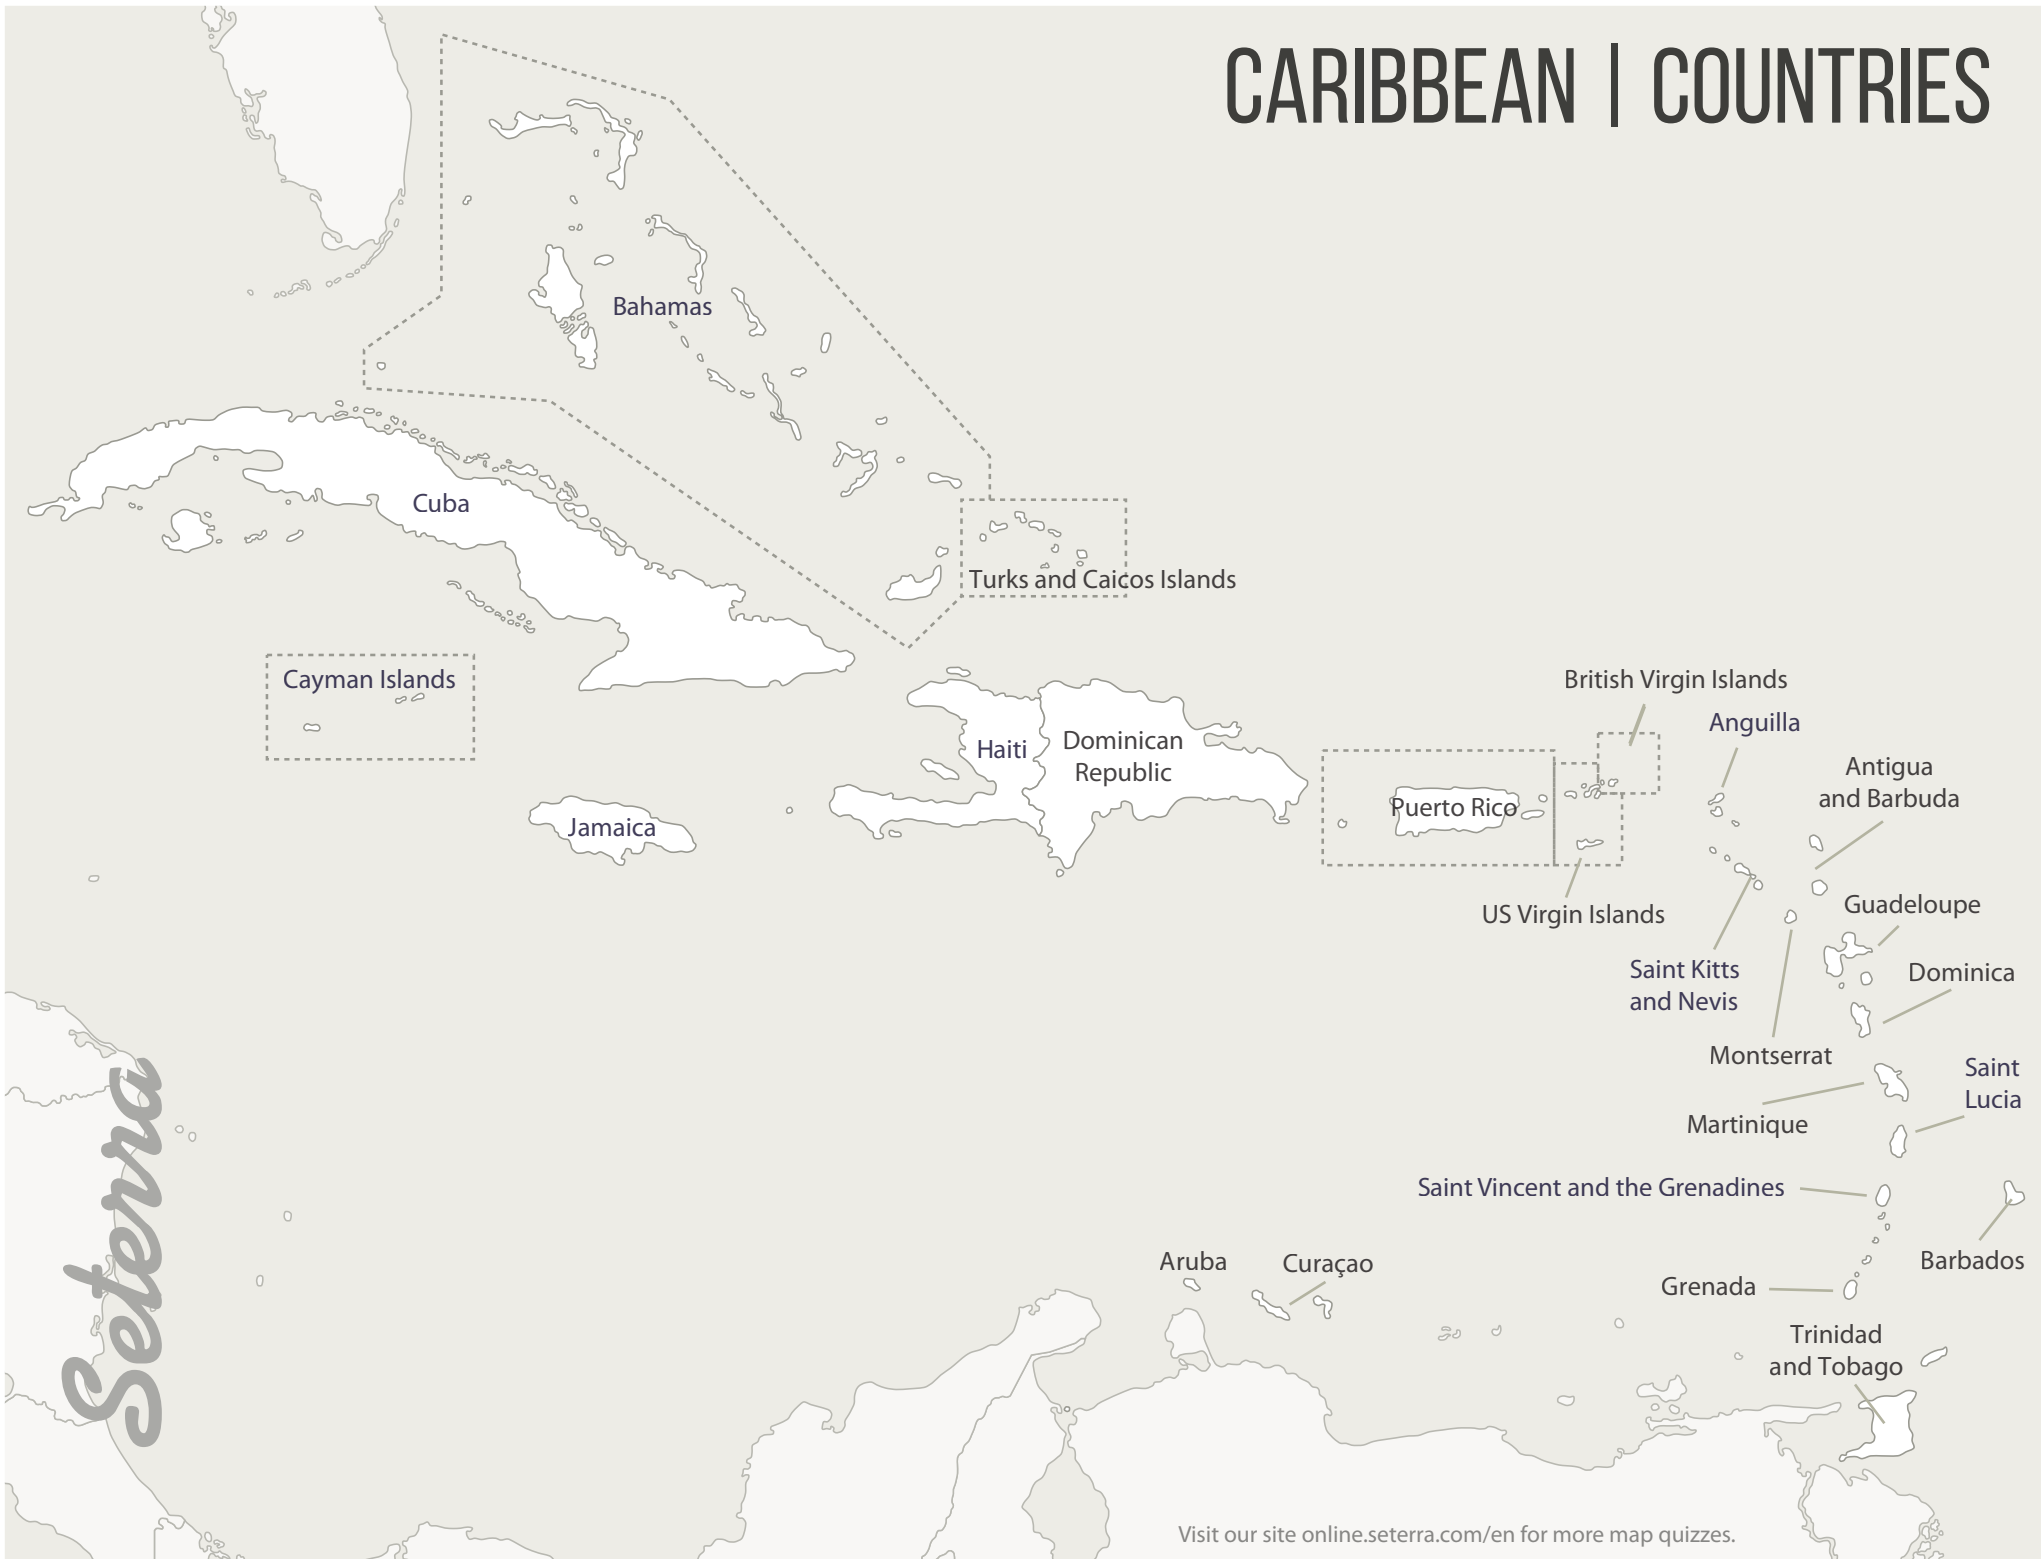 CARIBBEAN | COUNTRIES
Bahamas
Cuba
Turks and Caicos Islands
Cayman Islands
British Virgin Islands
Anguilla
Haiti
Dominican
Republic
Antigua
and Barbuda
Puerto Rico
Jamaica
US Virgin Islands
Guadeloupe
Saint Kitts
and Nevis
Dominica
Montserrat
Saint
Lucia
Martinique
Saint Vincent and the Grenadines
Barbados
Aruba
Curaçao
Grenada
Trinidad
and Tobago
Seterra
Visit our site online.seterra.com/en for more map quizzes.